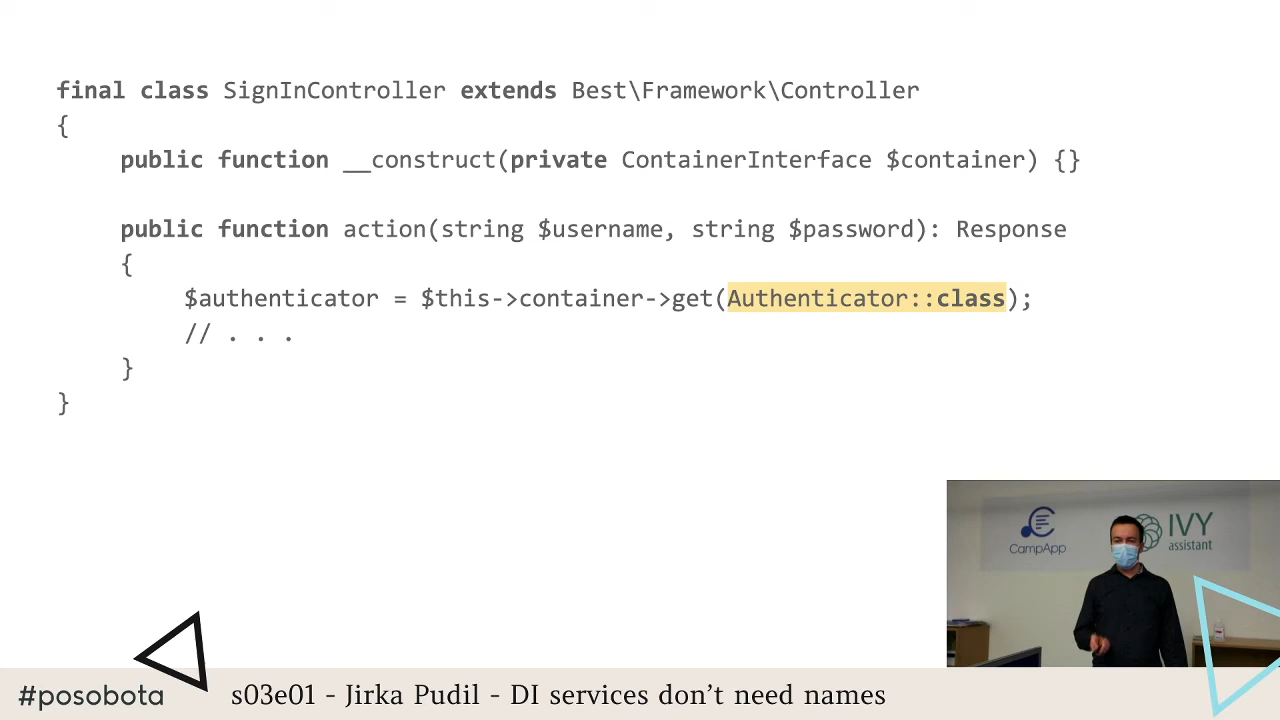 final class SignInController extends Best\Framework\Controller
{
public function __construct(private ContainerInterface $container) {}
public function action(string $username, string $password): Response
{
$authenticator = $this->container->get(Authenticator::class);
// . . .
}
}
CampApp
IVY
assistant
#posobota
s03e01 - Jirka Pudil - DI services don’t need names